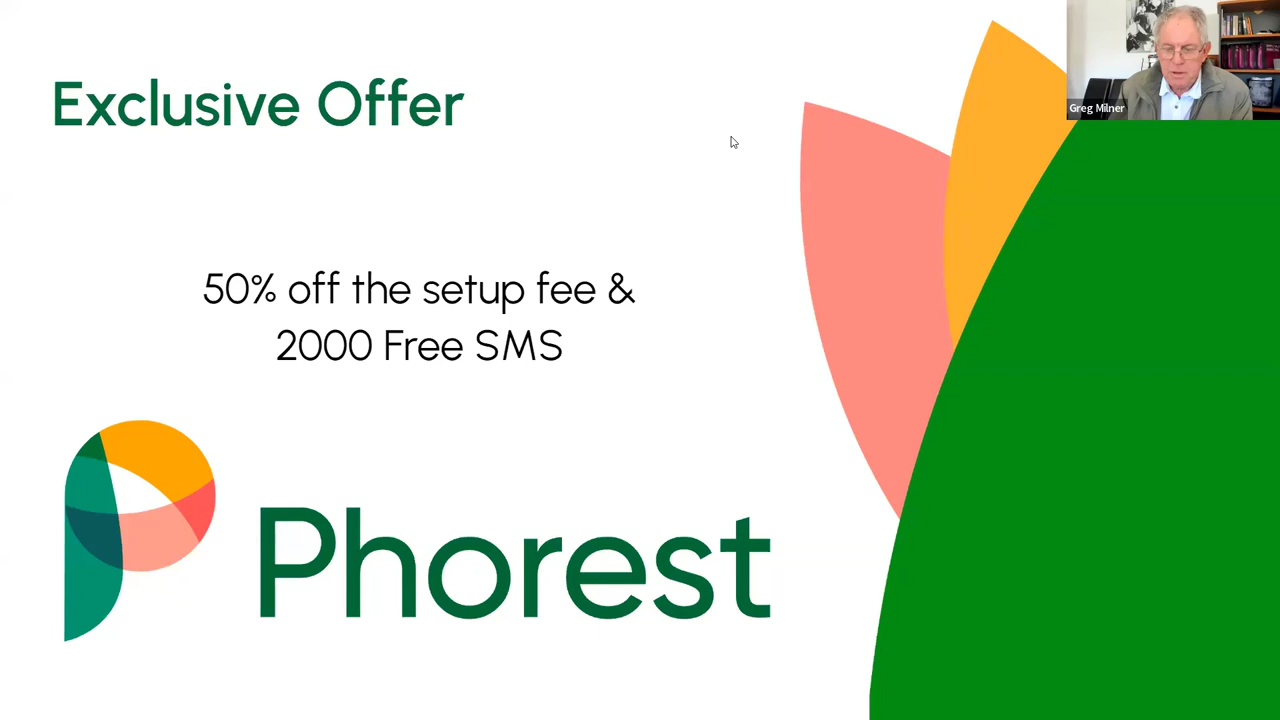 Exclusive Offer
Greg Milner
50% off the setup fee &
2000 Free SMS
Phorest